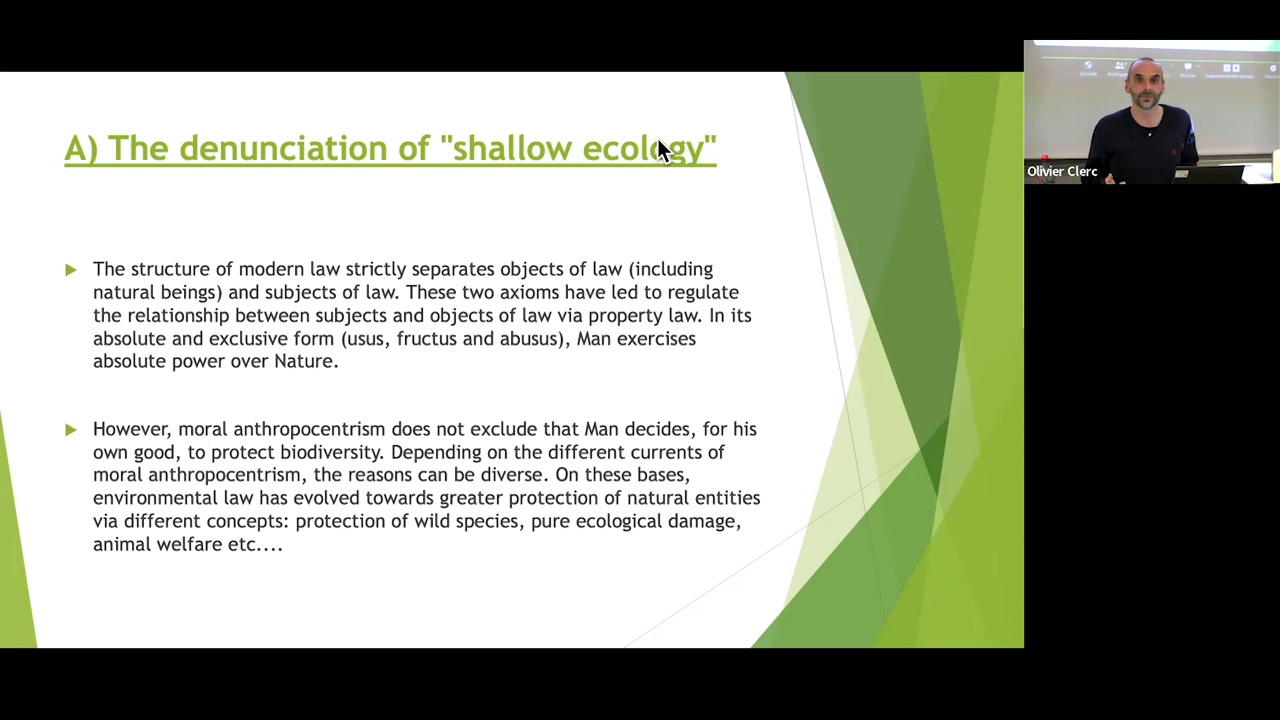 A) The denunciation of "shallow ecology"
The structure of modern law strictly separates objects of law (including
natural beings) and subjects of law. These two axioms have led to regulate
the relationship between subjects and objects of law via property law. In its
absolute and exclusive form (usus, fructus and abusus), Man exercises
absolute power over Nature.
However, moral anthropocentrism does not exclude that Man decides, for his
own good, to protect biodiversity. Depending on the different currents of
moral anthropocentrism, the reasons can be diverse. On these bases,
environmental law has evolved towards greater protection of natural entities
via different concepts: protection of wild species, pure ecological damage,
animal welfare etc....
Olivier Clerc